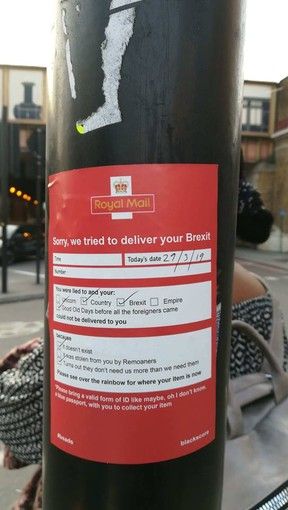 Royal Mail
Sorry, we tried to deliver your Brexit
Time
Today's date 29/3/19
Number
You were lied to and your:
Country Brexit Empire
Good Old Days before all the foreigners came
could not be delivered to you
because
It doesn't exist
It was stolen from you by Remoaners
Turns out they don't need us more than we need them
Please see over the rainbow for where your item is now
*Please bring a valid form of ID like maybe, oh I don't know,
a blue passport, with you to collect your item
blackscore